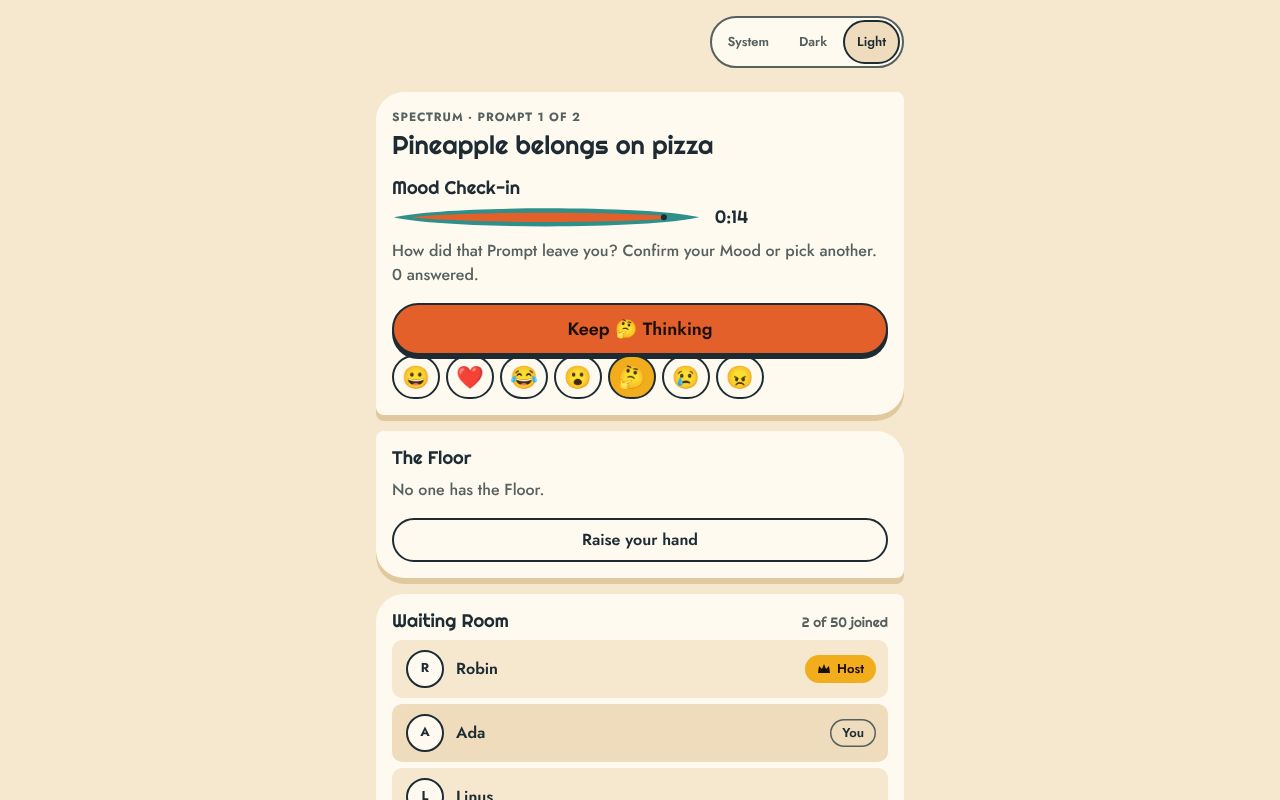 System Dark Light
SPECTRUM · PROMPT 1 OF 2
Pineapple belongs on pizza
Mood Check-in
0:14
How did that Prompt leave you? Confirm your Mood or pick another.
0 answered.
Keep 🤔 Thinking
😀 ❤️ 😂 😮 🤔 😢 😠
The Floor
No one has the Floor.
Raise your hand
Waiting Room 2 of 50 joined
R Robin Host
A Ada You
L Linus